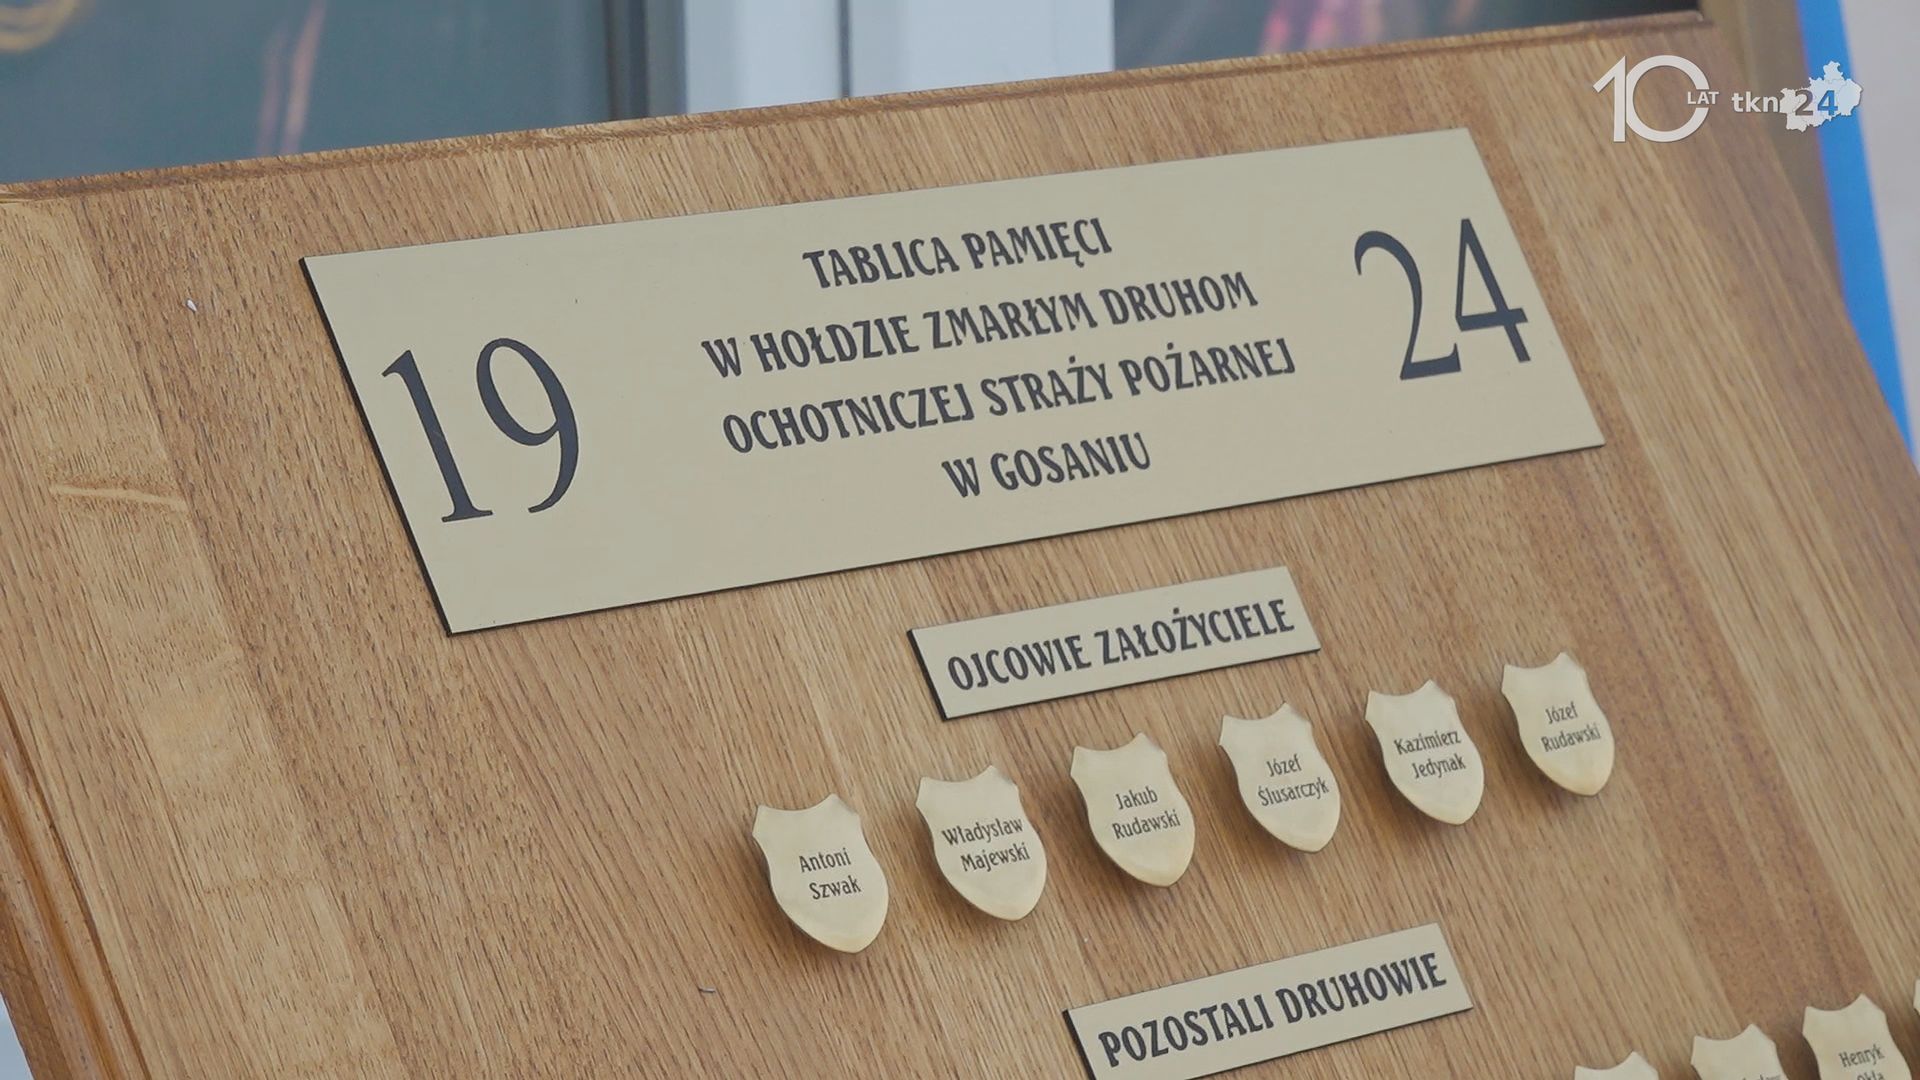 10 LAT tkn24
19
TABLICA PAMIĘCI
W HOŁDZIE ZMARŁYM DRUHOM
OCHOTNICZEJ STRAŻY POŻARNEJ
W GOSANIU
24
OJCOWIE ZAŁOŻYCIELE
Antoni
Szwak
Władysław
Majewski
Jakub
Rudawski
Józef
Ślusarczyk
Kazimierz
Jedynak
Józef
Rudawski
POZOSTALI DRUHOWIE
Henryk